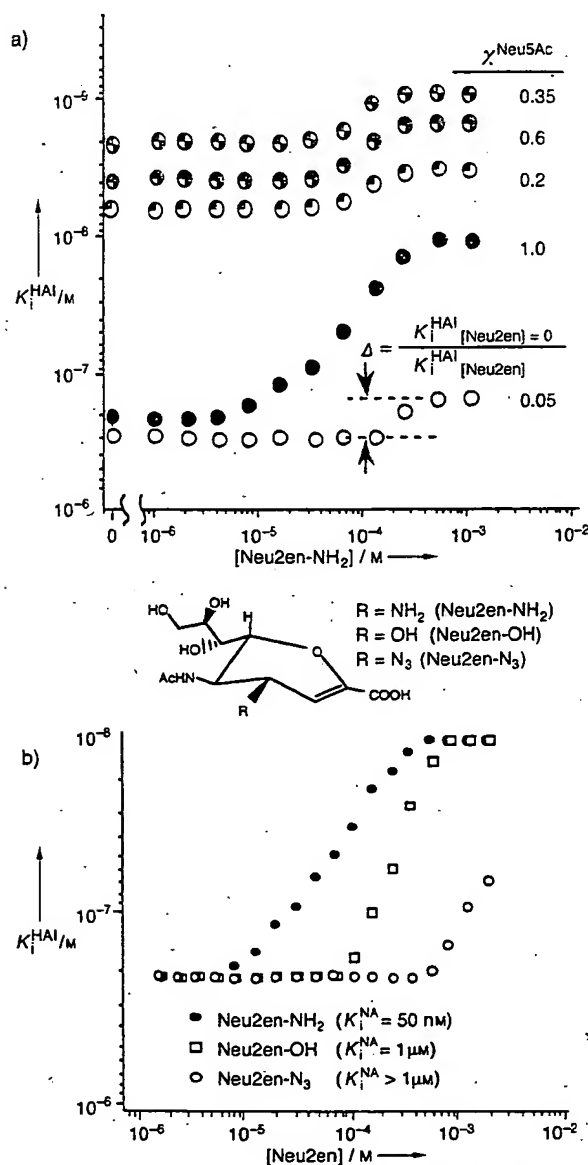 a)
χ^Neu5Ac
10^-9
0.35
0.6
0.2
10^-8
1.0
K_i^HAI/M
Δ = K_i^HAI [Neu2en] = 0 / K_i^HAI [Neu2en]
10^-7
0.05
10^-6
0 10^-6 10^-5 10^-4 10^-3 10^-2
[Neu2en-NH₂] / M
HO OH H
HO
O
AcHN
R
COOH
R = NH₂ (Neu2en-NH₂)
R = OH (Neu2en-OH)
R = N₃ (Neu2en-N₃)
b)
10^-8
K_i^HAI/M
10^-7
Neu2en-NH₂ (K_i^NA = 50 nM)
Neu2en-OH (K_i^NA = 1 μM)
Neu2en-N₃ (K_i^NA > 1 μM)
10^-6
10^-6 10^-5 10^-4 10^-3 10^-2
[Neu2en] / M